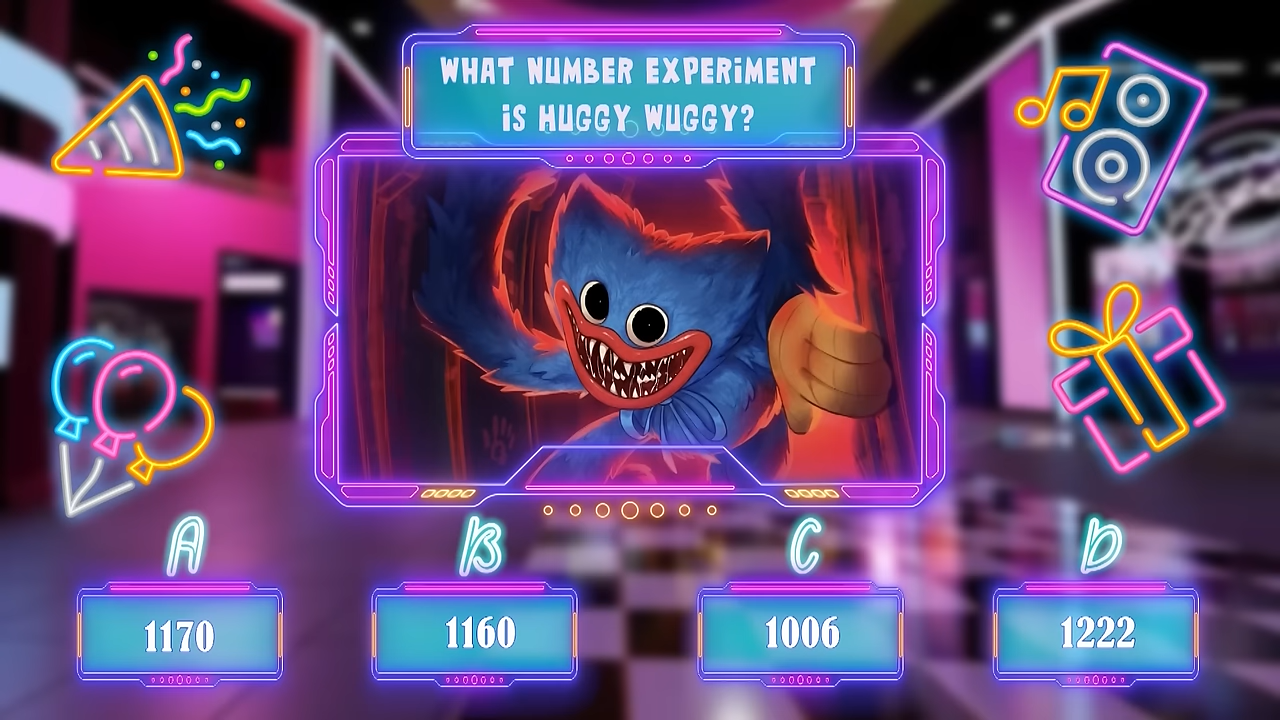 WHAT NUMBER EXPERIMENT
IS HUGGY WUGGY?
A
B
C
D
1170
1160
1006
1222